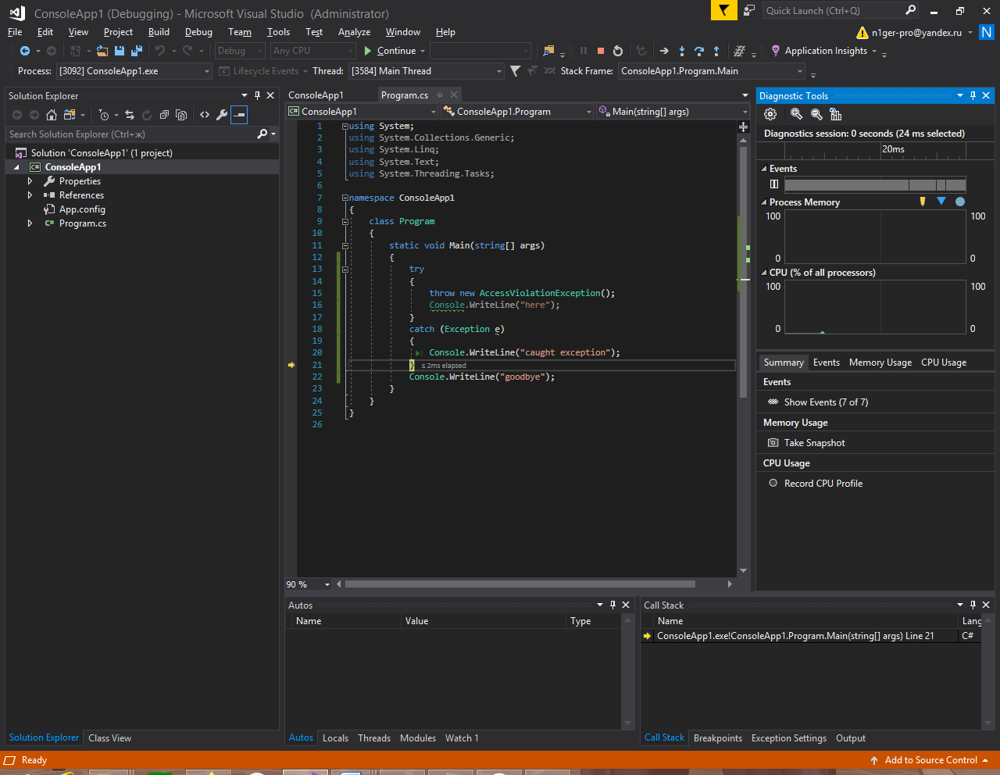 ConsoleApp1 (Debugging) - Microsoft Visual Studio (Administrator)
Quick Launch (Ctrl+Q)
File Edit View Project Build Debug Team Tools Test Analyze Window Help
n1ger-pro@yandex.ru N
Debug Any CPU Continue Application Insights
Process: [3092] ConsoleApp1.exe Lifecycle Events Thread: [3584] Main Thread Stack Frame: ConsoleApp1.Program.Main
Solution Explorer
Search Solution Explorer (Ctrl+ж)
Solution 'ConsoleApp1' (1 project)
C# ConsoleApp1
Properties
References
App.config
C# Program.cs
Solution Explorer Class View
ConsoleApp1 Program.cs
C# ConsoleApp1 ConsoleApp1.Program Main(string[] args)
1 using System;
2 using System.Collections.Generic;
3 using System.Linq;
4 using System.Text;
5 using System.Threading.Tasks;
6
7 namespace ConsoleApp1
8 {
9 class Program
10 {
11 static void Main(string[] args)
12 {
13 try
14 {
15 throw new AccessViolationException();
16 Console.WriteLine("here");
17 }
18 catch (Exception e)
19 {
20 Console.WriteLine("caught exception");
21 } ≤ 2ms elapsed
22 Console.WriteLine("goodbye");
23 }
24 }
25 }
26
90 %
Diagnostic Tools
Diagnostics session: 0 seconds (24 ms selected)
20ms
Events
Process Memory
100 100
0 0
CPU (% of all processors)
100 100
0 0
Summary Events Memory Usage CPU Usage
Events
Show Events (7 of 7)
Memory Usage
Take Snapshot
CPU Usage
Record CPU Profile
Autos
Name Value Type
Autos Locals Threads Modules Watch 1
Call Stack
Name Lang
ConsoleApp1.exe!ConsoleApp1.Program.Main(string[] args) Line 21 C#
Call Stack Breakpoints Exception Settings Output
Ready
Add to Source Control